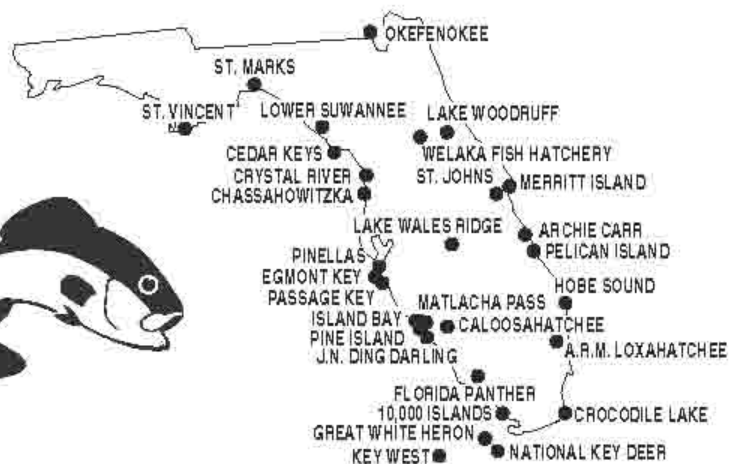 OKEFENOKEE
ST. MARKS
ST. VINCENT
LOWER SUWANNEE
LAKE WOODRUFF
CEDAR KEYS
WELAKA FISH HATCHERY
CRYSTAL RIVER
ST. JOHNS
MERRITT ISLAND
CHASSAHOWITZKA
LAKE WALES RIDGE
ARCHIE CARR
PELICAN ISLAND
PINELLAS
EGMONT KEY
HOBE SOUND
PASSAGE KEY
MATLACHA PASS
ISLAND BAY
CALOOSAHATCHEE
PINE ISLAND
A.R.M. LOXAHATCHEE
J.N. DING DARLING
FLORIDA PANTHER
10,000 ISLANDS
CROCODILE LAKE
GREAT WHITE HERON
NATIONAL KEY DEER
KEY WEST